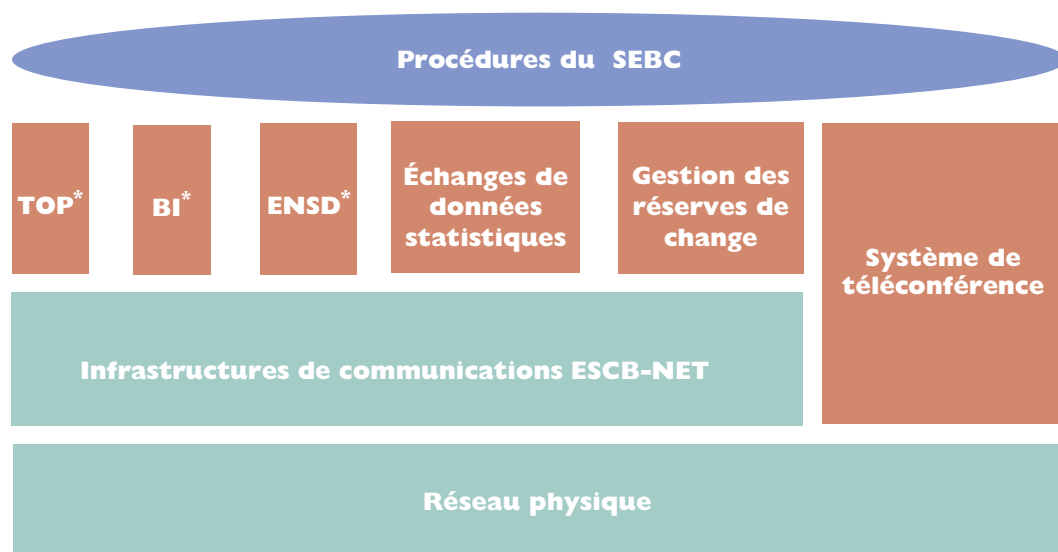 Procédures du SEBC
TOP*
BI*
ENSD*
Échanges de
données
statistiques
Gestion des
réserves de
change
Système de
téléconférence
Infrastructures de communications ESCB-NET
Réseau physique